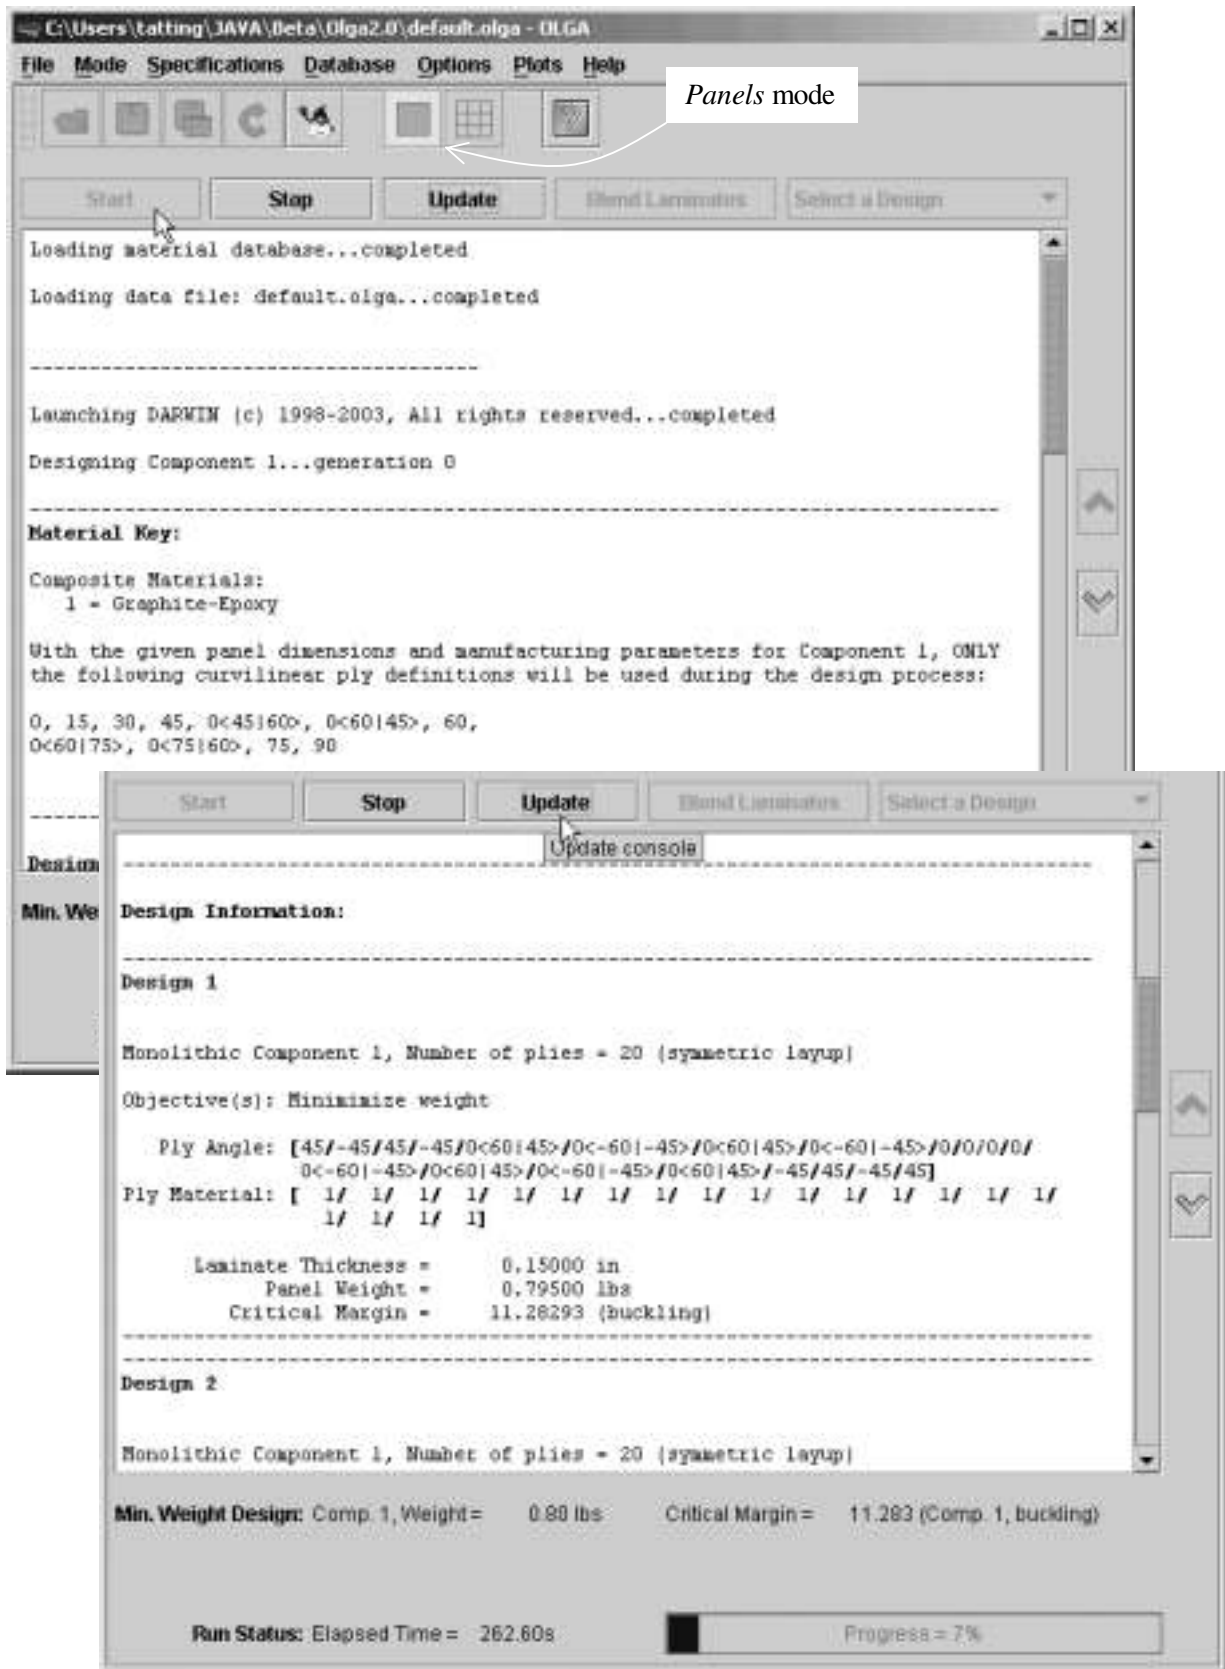 C:\Users\tatting\JAVA\Beta\Olga2.0\default.olga - OLGA
File Mode Specifications Database Options Plots Help
Panels mode
Start Stop Update Blend Laminates Select a Design
Loading material database...completed
Loading data file: default.olga...completed
--------------------------------------
Launching DARWIN (c) 1998-2003, All rights reserved...completed
Designing Component 1...generation 0
----------------------------------------------------------------------------------
Material Key:
Composite Materials:
1 = Graphite-Epoxy
With the given panel dimensions and manufacturing parameters for Component 1, ONLY
the following curvilinear ply definitions will be used during the design process:
0, 15, 30, 45, 0<45|60>, 0<60|45>, 60,
0<60|75>, 0<75|60>, 75, 90
------
Design
Min. We
Start Stop Update Blend Laminates Select a Design
Update console
----------------------------------------------------------------------------------
Design Information:
----------------------------------------------------------------------------------
Design 1
Monolithic Component 1, Number of plies = 20 (symmetric layup)
Objective(s): Minimimize weight
Ply Angle: [45/-45/45/-45/0<60|45>/0<-60|-45>/0<60|45>/0<-60|-45>/0/0/0/0/
0<-60|-45>/0<60|45>/0<-60|-45>/0<60|45>/-45/45/-45/45]
Ply Material: [ 1/ 1/ 1/ 1/ 1/ 1/ 1/ 1/ 1/ 1/ 1/ 1/ 1/ 1/ 1/ 1/
1/ 1/ 1/ 1]
Laminate Thickness = 0.15000 in
Panel Weight = 0.79500 lbs
Critical Margin = 11.28293 (buckling)
----------------------------------------------------------------------------------
----------------------------------------------------------------------------------
Design 2
Monolithic Component 1, Number of plies = 20 (symmetric layup)
Min. Weight Design: Comp. 1, Weight = 0.80 lbs Critical Margin = 11.283 (Comp. 1, buckling)
Run Status: Elapsed Time = 262.60s Progress = 7%